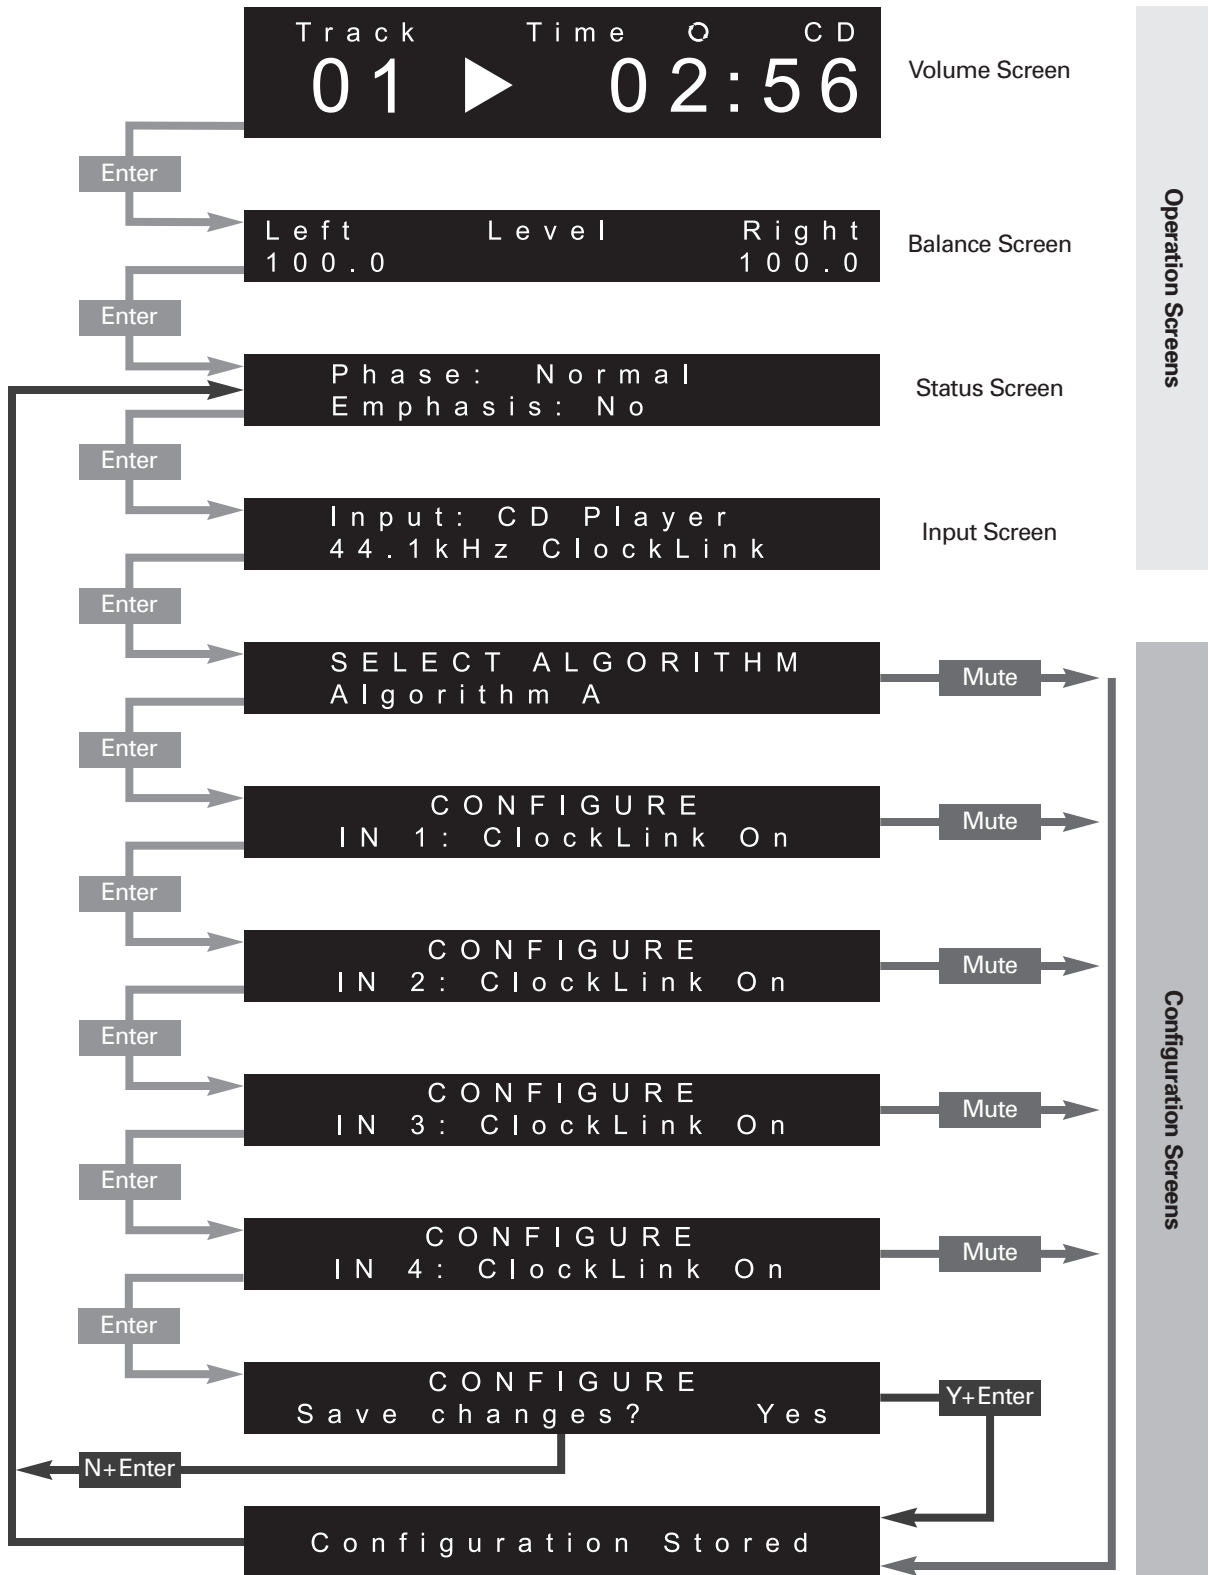 Track Time CD
01 02:56
Volume Screen
Enter
Left Level Right
100.0 100.0
Balance Screen
Enter
Phase: Normal
Emphasis: No
Status Screen
Enter
Input: CD Player
44.1kHz ClockLink
Input Screen
Operation Screens
Enter
SELECT ALGORITHM
Algorithm A
Mute
Enter
CONFIGURE
IN 1: ClockLink On
Mute
Enter
CONFIGURE
IN 2: ClockLink On
Mute
Enter
CONFIGURE
IN 3: ClockLink On
Mute
Enter
CONFIGURE
IN 4: ClockLink On
Mute
Enter
CONFIGURE
Save changes? Yes
Y+Enter
N+Enter
Configuration Stored
Configuration Screens